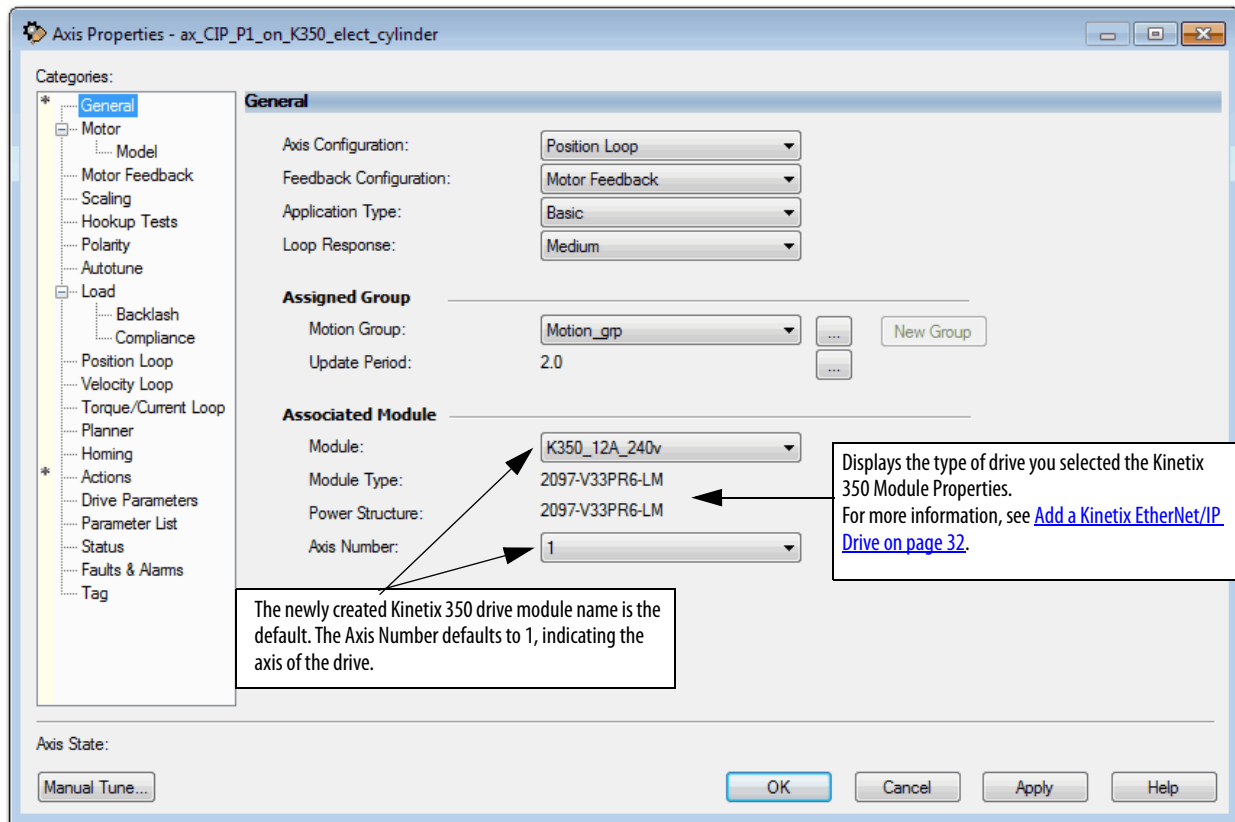 Axis Properties - ax_CIP_P1_on_K350_elect_cylinder
Categories:
* General
Motor
Model
Motor Feedback
Scaling
Hookup Tests
Polarity
Autotune
Load
Backlash
Compliance
Position Loop
Velocity Loop
Torque/Current Loop
Planner
Homing
* Actions
Drive Parameters
Parameter List
Status
Faults & Alarms
Tag
General
Axis Configuration: Position Loop
Feedback Configuration: Motor Feedback
Application Type: Basic
Loop Response: Medium
Assigned Group
Motion Group: Motion_grp ... New Group
Update Period: 2.0 ...
Associated Module
Module: K350_12A_240v
Module Type: 2097-V33PR6-LM
Power Structure: 2097-V33PR6-LM
Axis Number: 1
Displays the type of drive you selected the Kinetix
350 Module Properties.
For more information, see Add a Kinetix EtherNet/IP
Drive on page 32.
The newly created Kinetix 350 drive module name is the
default. The Axis Number defaults to 1, indicating the
axis of the drive.
Axis State:
Manual Tune... OK Cancel Apply Help